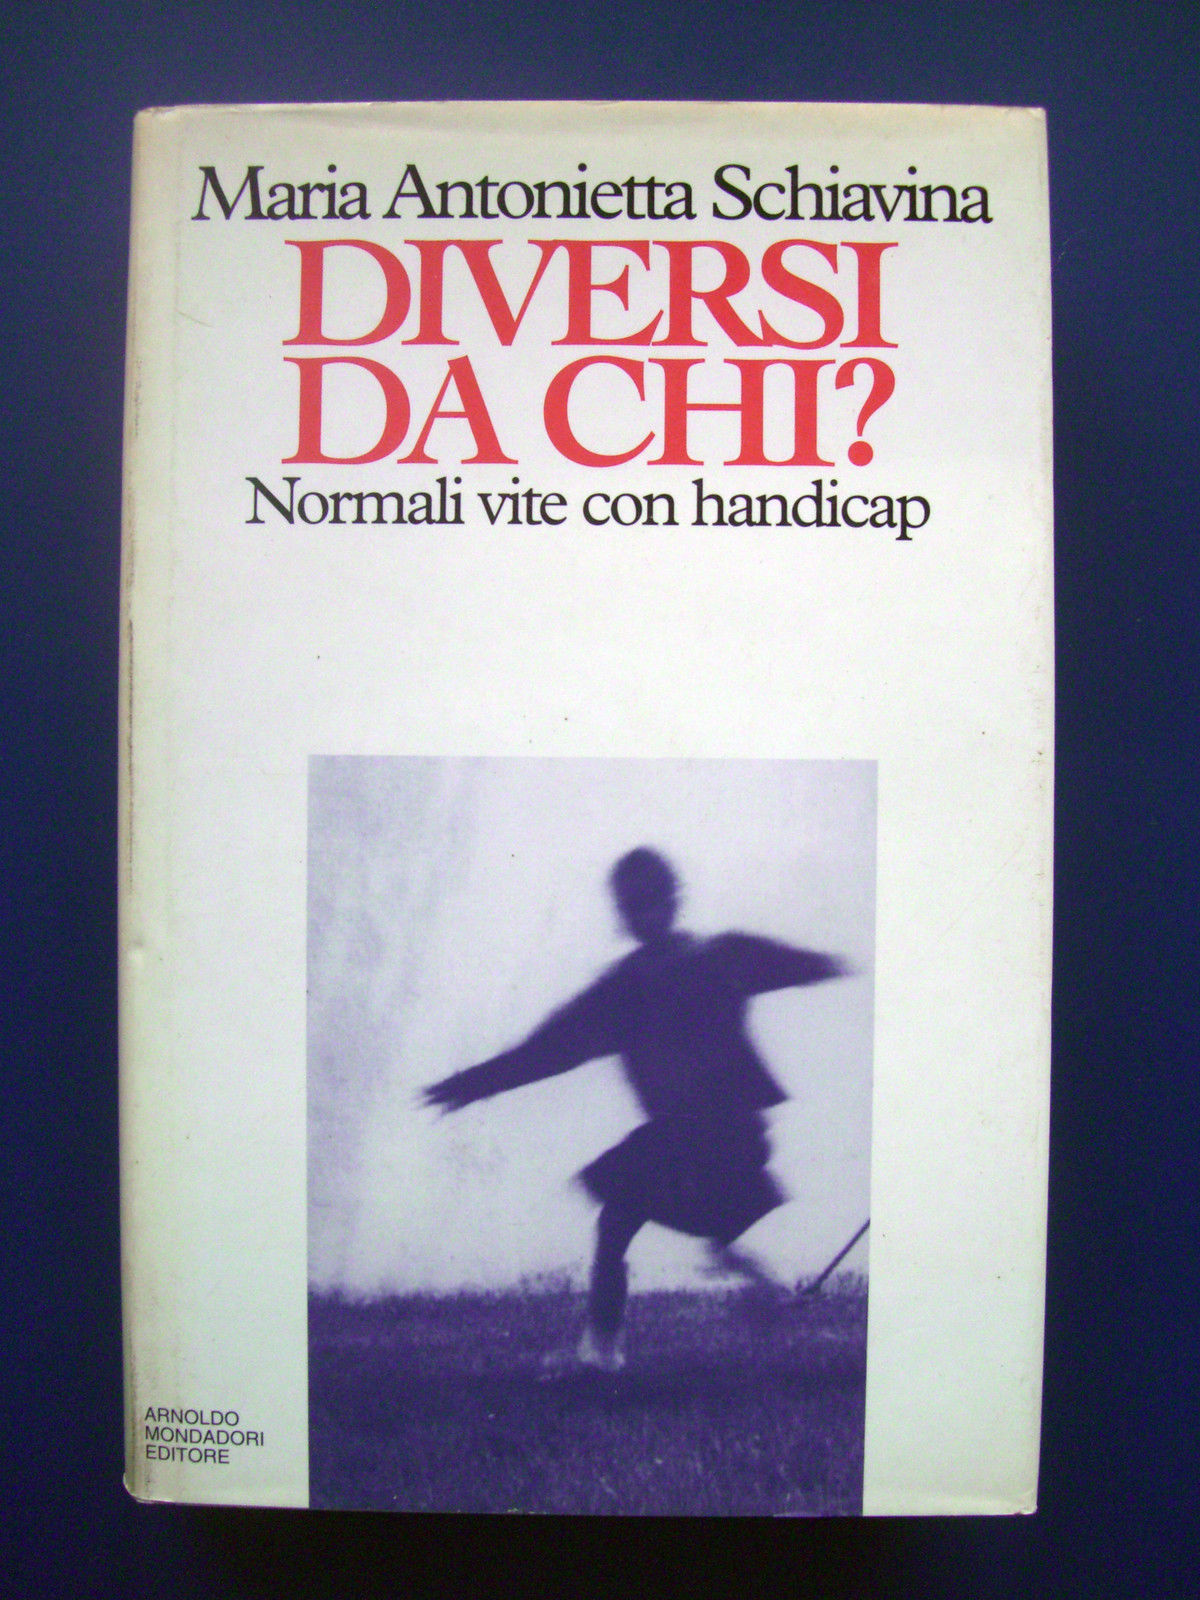 Maria Antonietta Schiavina
DIVERSI
DA CHI?
Normali vite con handicap
ARNOLDO
MONDADORI
EDITORE